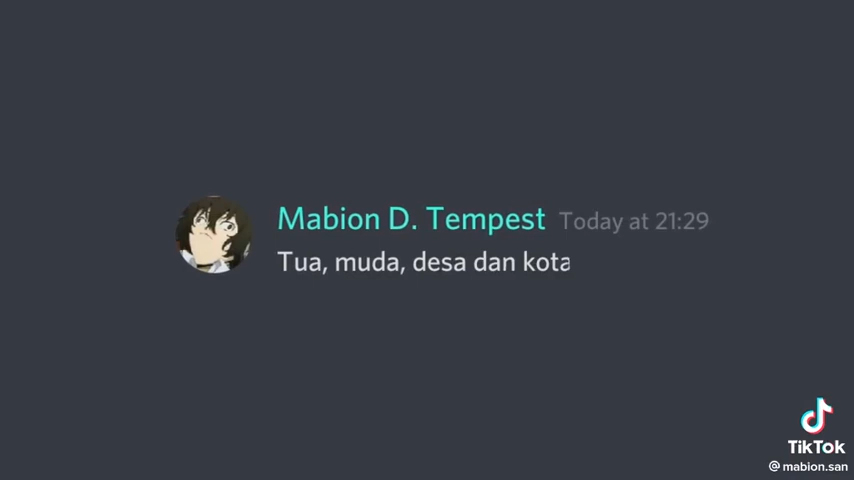 Mabion D. Tempest Today at 21:29
Tua, muda, desa dan kota
TikTok
@mabion.san